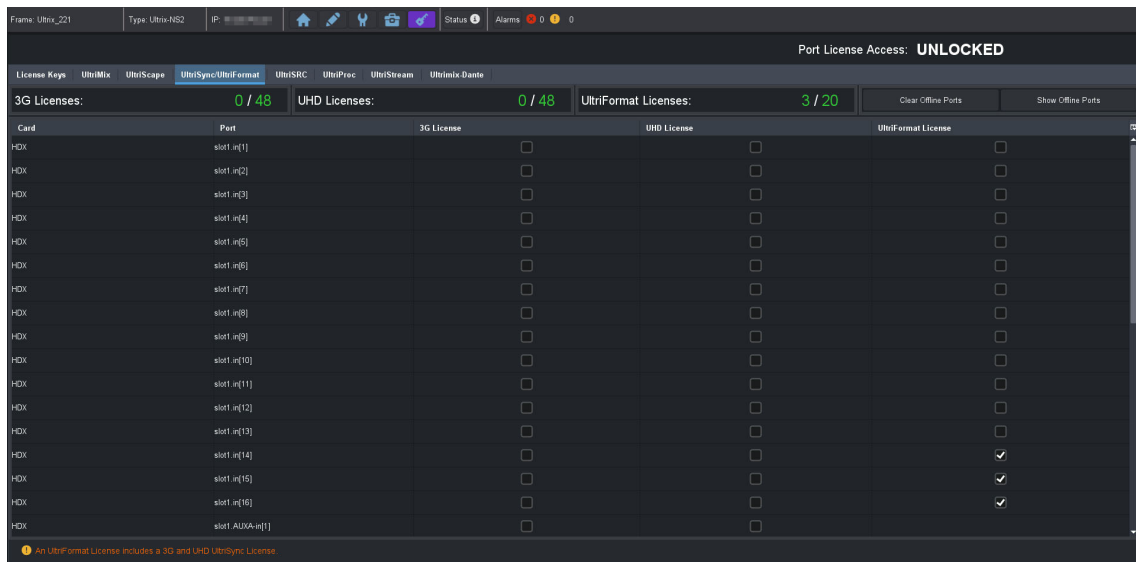 Frame: Ultrix_221 Type: Ultrix-NS2 IP: Status Alarms 0 0
Port License Access: UNLOCKED
License Keys UltriMix UltriScape UltriSync/UltriFormat UltriSRC UltriProc UltriStream Ultrimix-Dante
3G Licenses: 0 / 48 UHD Licenses: 0 / 48 UltriFormat Licenses: 3 / 20 Clear Offline Ports Show Offline Ports
Card Port 3G License UHD License UltriFormat License
HDX slot1.in[1]
HDX slot1.in[2]
HDX slot1.in[3]
HDX slot1.in[4]
HDX slot1.in[5]
HDX slot1.in[6]
HDX slot1.in[7]
HDX slot1.in[8]
HDX slot1.in[9]
HDX slot1.in[10]
HDX slot1.in[11]
HDX slot1.in[12]
HDX slot1.in[13]
HDX slot1.in[14]
HDX slot1.in[15]
HDX slot1.in[16]
HDX slot1.AUXA-in[1]
An UltriFormat License includes a 3G and UHD UltriSync License.